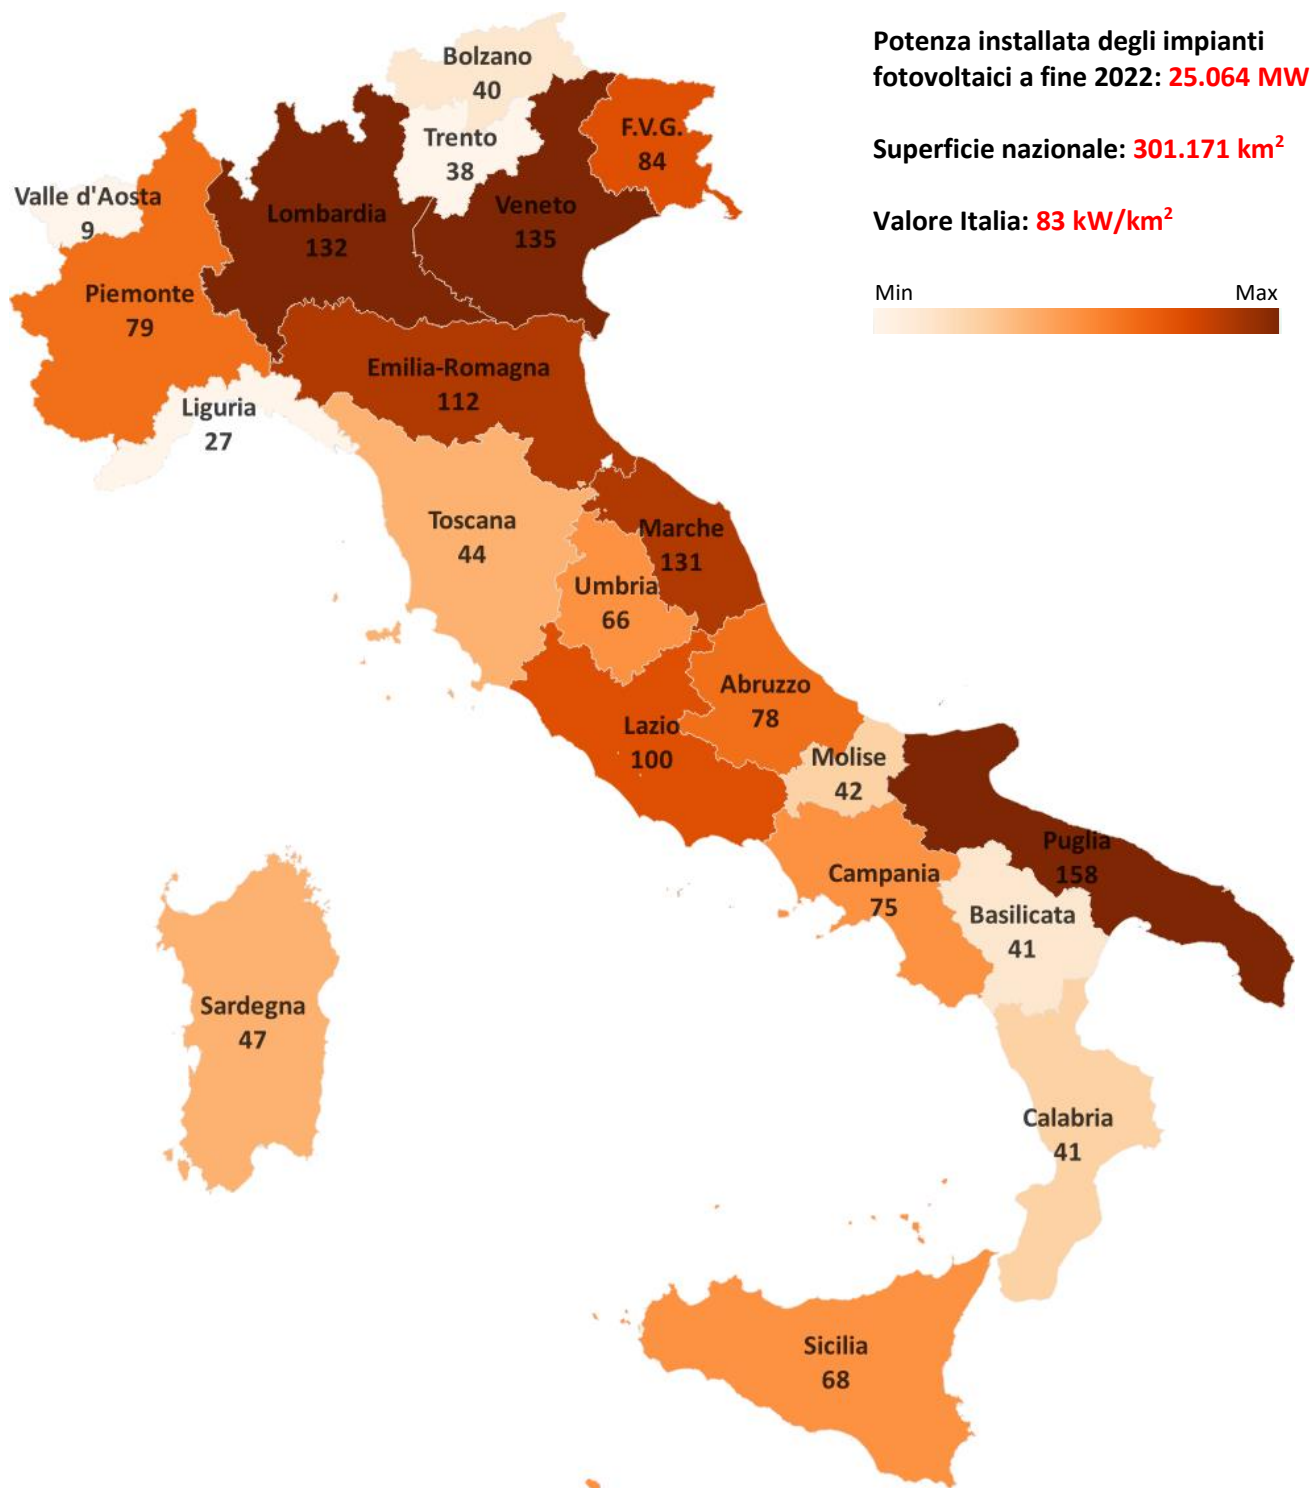 Potenza installata degli impianti
fotovoltaici a fine 2022: 25.064 MW
Superficie nazionale: 301.171 km²
Valore Italia: 83 kW/km²
Min Max
Bolzano
40
Trento
38
F.V.G.
84
Valle d'Aosta
9
Lombardia
132
Veneto
135
Piemonte
79
Emilia-Romagna
112
Liguria
27
Toscana
44
Marche
131
Umbria
66
Abruzzo
78
Lazio
100
Molise
42
Puglia
158
Campania
75
Basilicata
41
Sardegna
47
Calabria
41
Sicilia
68